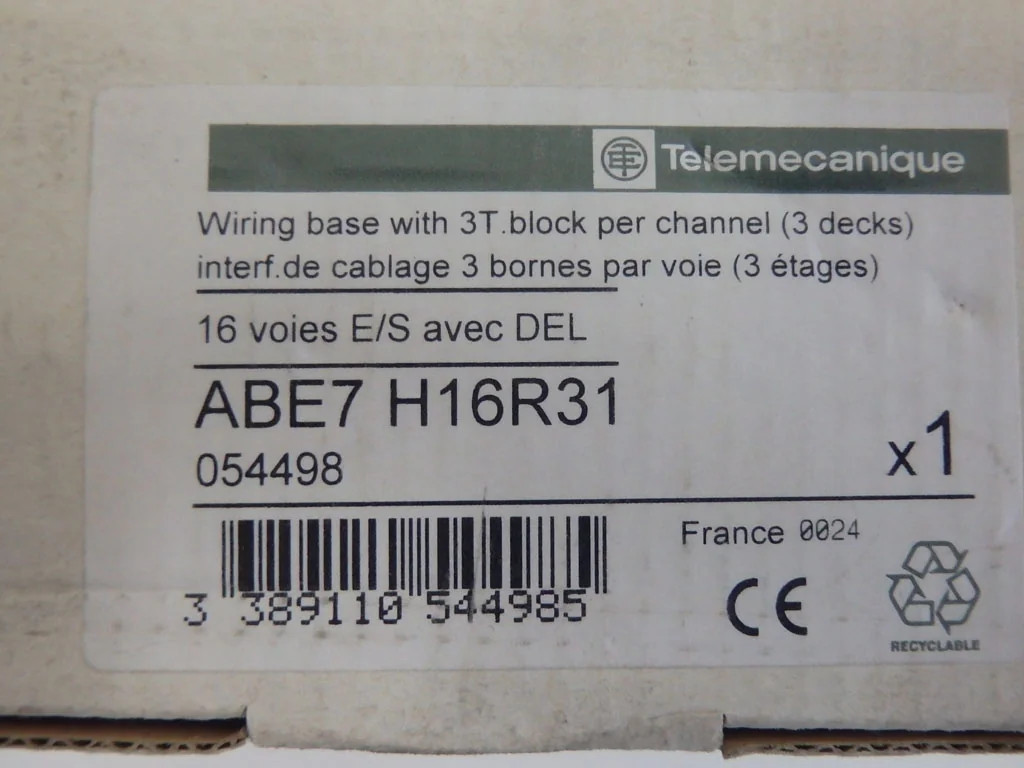 Telemecanique
Wiring base with 3T.block per channel (3 decks)
interf.de cablage 3 bornes par voie (3 étages)
16 voies E/S avec DEL
ABE7 H16R31
054498
x1
France 0024
3 389110 544985
CE
RECYCLABLE